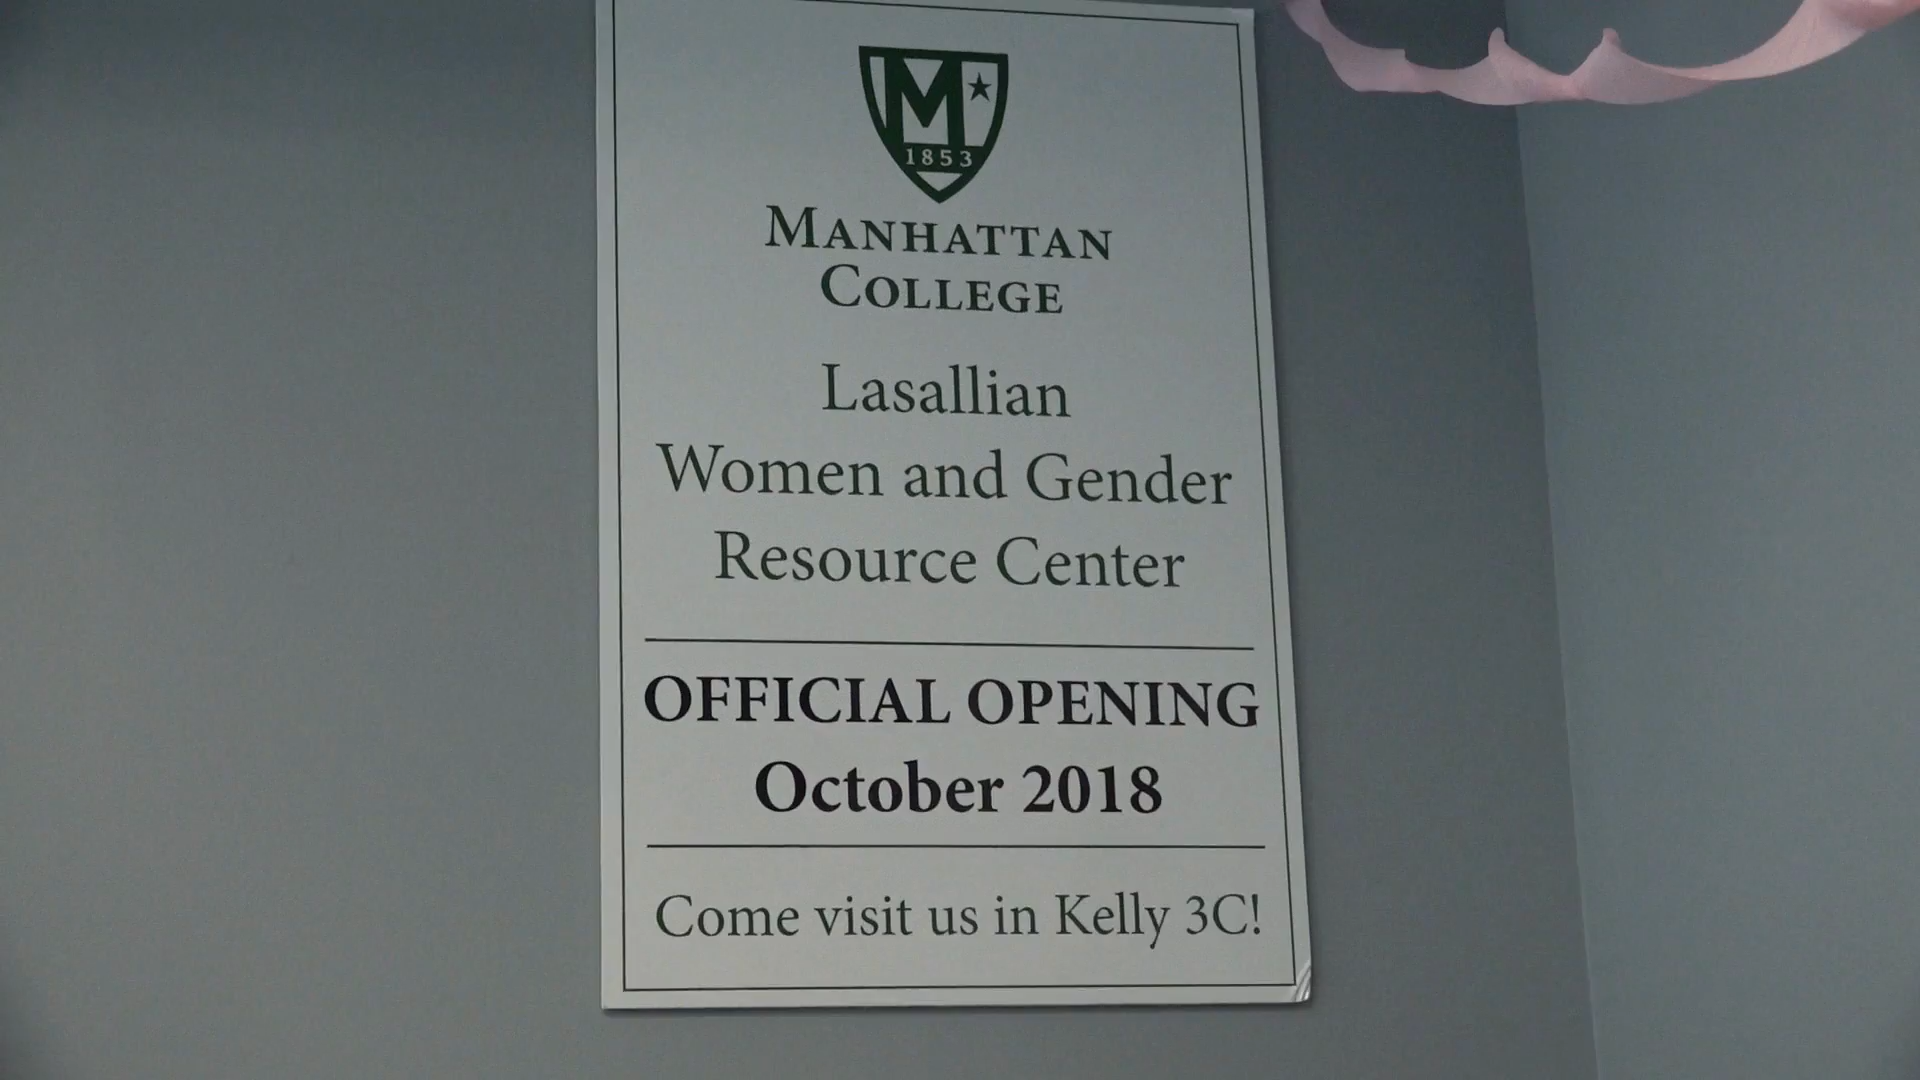 M
1853
MANHATTAN
COLLEGE
Lasallian
Women and Gender
Resource Center
OFFICIAL OPENING
October 2018
Come visit us in Kelly 3C!